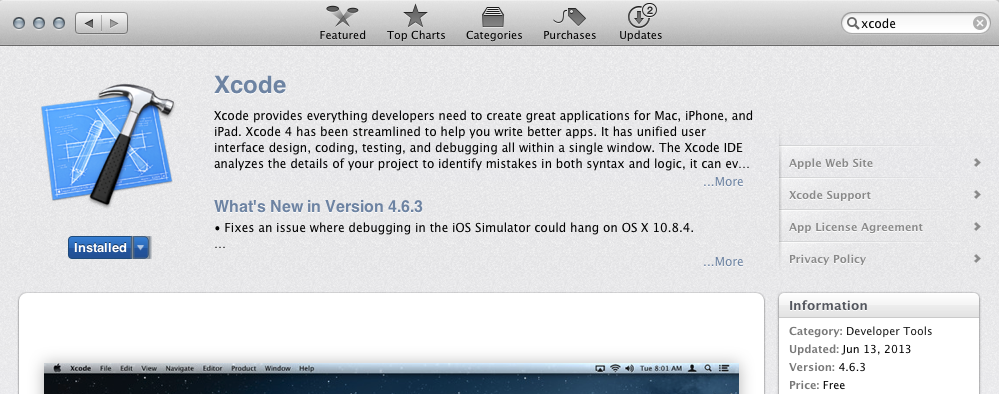 2
Featured
Top Charts
Categories
Purchases
Updates
xcode
Xcode
Xcode provides everything developers need to create great applications for Mac, iPhone, and
iPad. Xcode 4 has been streamlined to help you write better apps. It has unified user
interface design, coding, testing, and debugging all within a single window. The Xcode IDE
analyzes the details of your project to identify mistakes in both syntax and logic, it can ev...
...More
What's New in Version 4.6.3
• Fixes an issue where debugging in the iOS Simulator could hang on OS X 10.8.4.
...
...More
Installed
Apple Web Site
Xcode Support
App License Agreement
Privacy Policy
Information
Category: Developer Tools
Updated: Jun 13, 2013
Version: 4.6.3
Price: Free
Xcode File Edit View Navigate Editor Product Window Help
Tue 8:01 AM